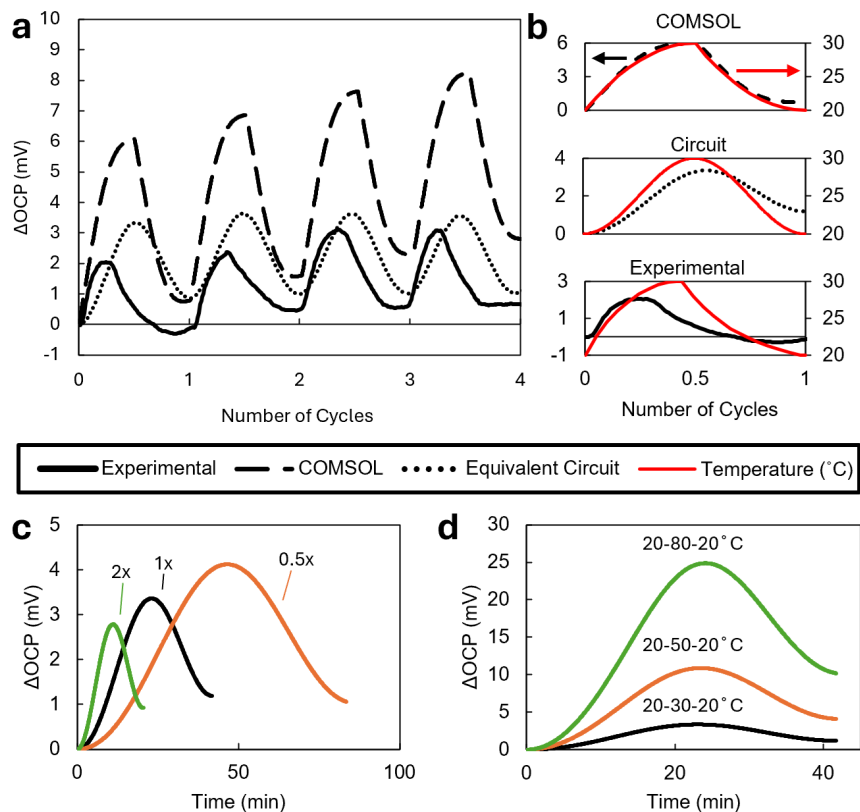 a
10
9
8
7
6
5
4
3
2
1
0
-1
ΔOCP (mV)
0
1
2
3
4
Number of Cycles
b
COMSOL
6
3
0
30
25
20
Circuit
4
2
0
30
25
20
Experimental
3
1
-1
30
25
20
0
0.5
1
Number of Cycles
Experimental
COMSOL
Equivalent Circuit
Temperature (˚C)
c
5
4
3
2
1
0
ΔOCP (mV)
2x
1x
0.5x
0
50
100
Time (min)
d
30
25
20
15
10
5
0
ΔOCP (mV)
20-80-20˚C
20-50-20˚C
20-30-20˚C
0
20
40
Time (min)